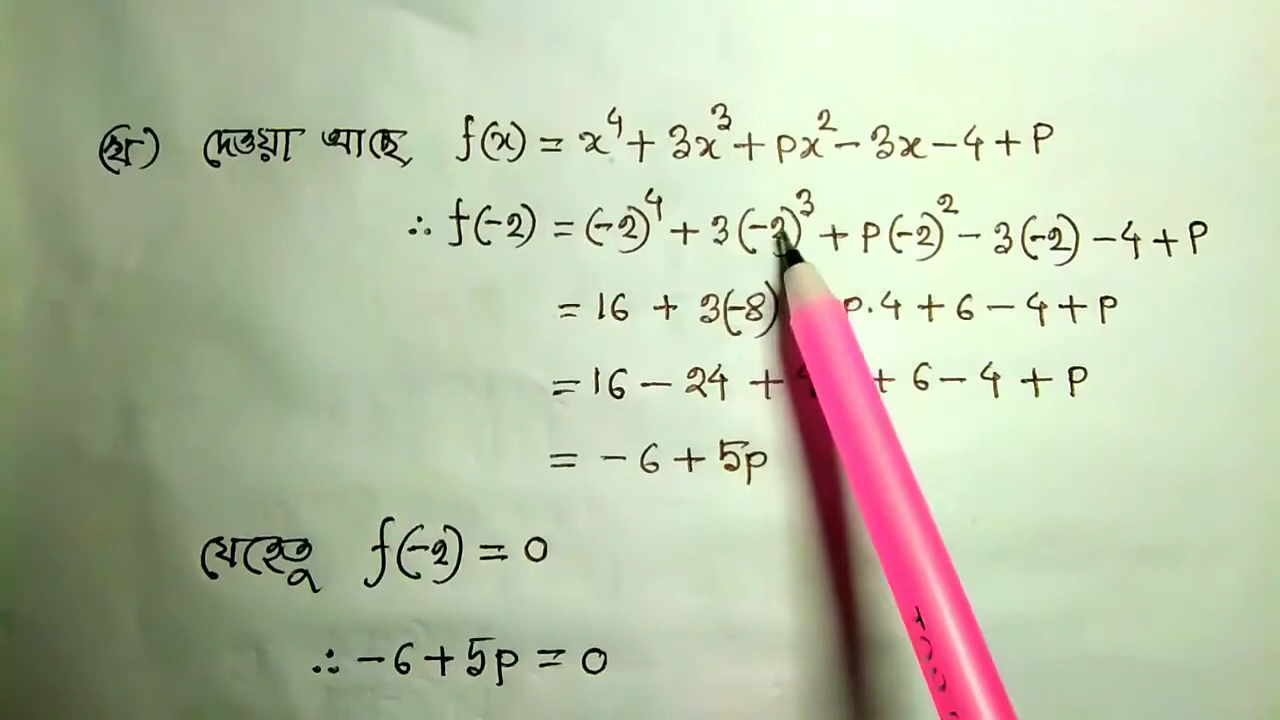 (খ) দেওয়া আছে, f(x) = x⁴ + 3x³ + px² − 3x − 4 + P
∴ f(-2) = (-2)⁴ + 3(-2)³ + P(-2)² − 3(-2) − 4 + P
= 16 + 3(-8) p.4 + 6 − 4 + P
= 16 − 24 + 4 + 6 − 4 + P
= − 6 + 5p
যেহেতু f(-2) = 0
∴ −6 + 5p = 0